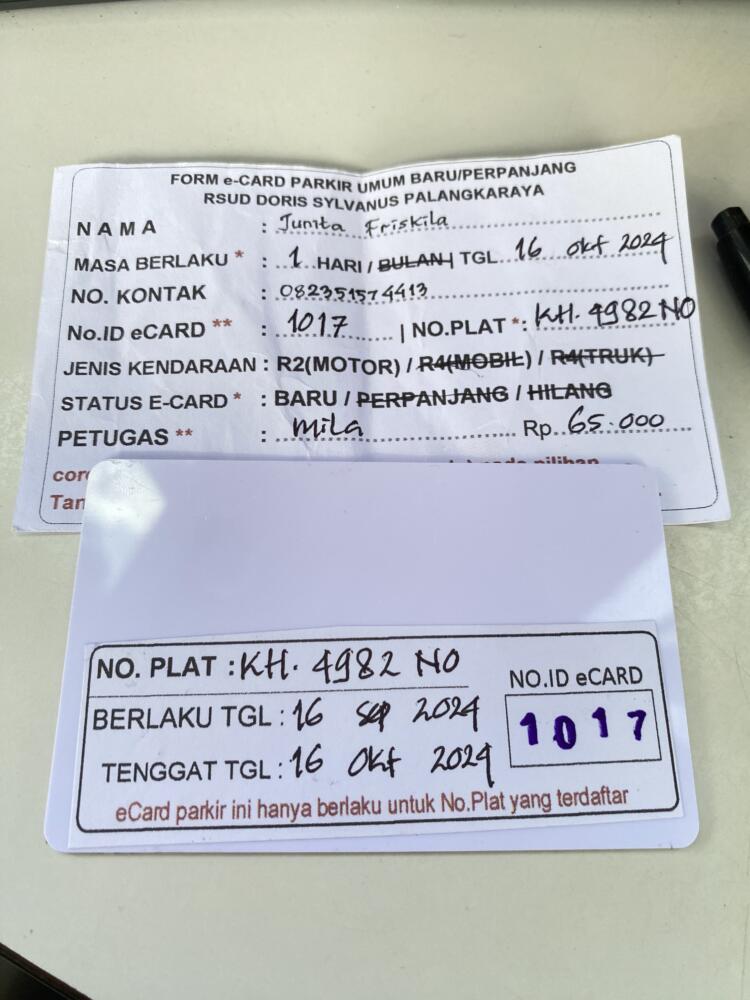 FORM e-CARD PARKIR UMUM BARU/PERPANJANG
RSUD DORIS SYLVANUS PALANGKARAYA
NAMA : Junita Friskila
MASA BERLAKU * : 1 HARI / BULAN | TGL 16 Okt 2024
NO. KONTAK : 082351574413
No.ID eCARD ** : 1017 | NO.PLAT *: KH. 4982 NO
JENIS KENDARAAN : R2(MOTOR) / R4(MOBIL) / R4(TRUK)
STATUS E-CARD * : BARU / PERPANJANG / HILANG
PETUGAS ** : Mila Rp. 65.000
pilihan
Tan
NO. PLAT : KH. 4982 NO
NO.ID eCARD
BERLAKU TGL : 16 Sep 2024
1017
TENGGAT TGL : 16 Okt 2024
eCard parkir ini hanya berlaku untuk No.Plat yang terdaftar